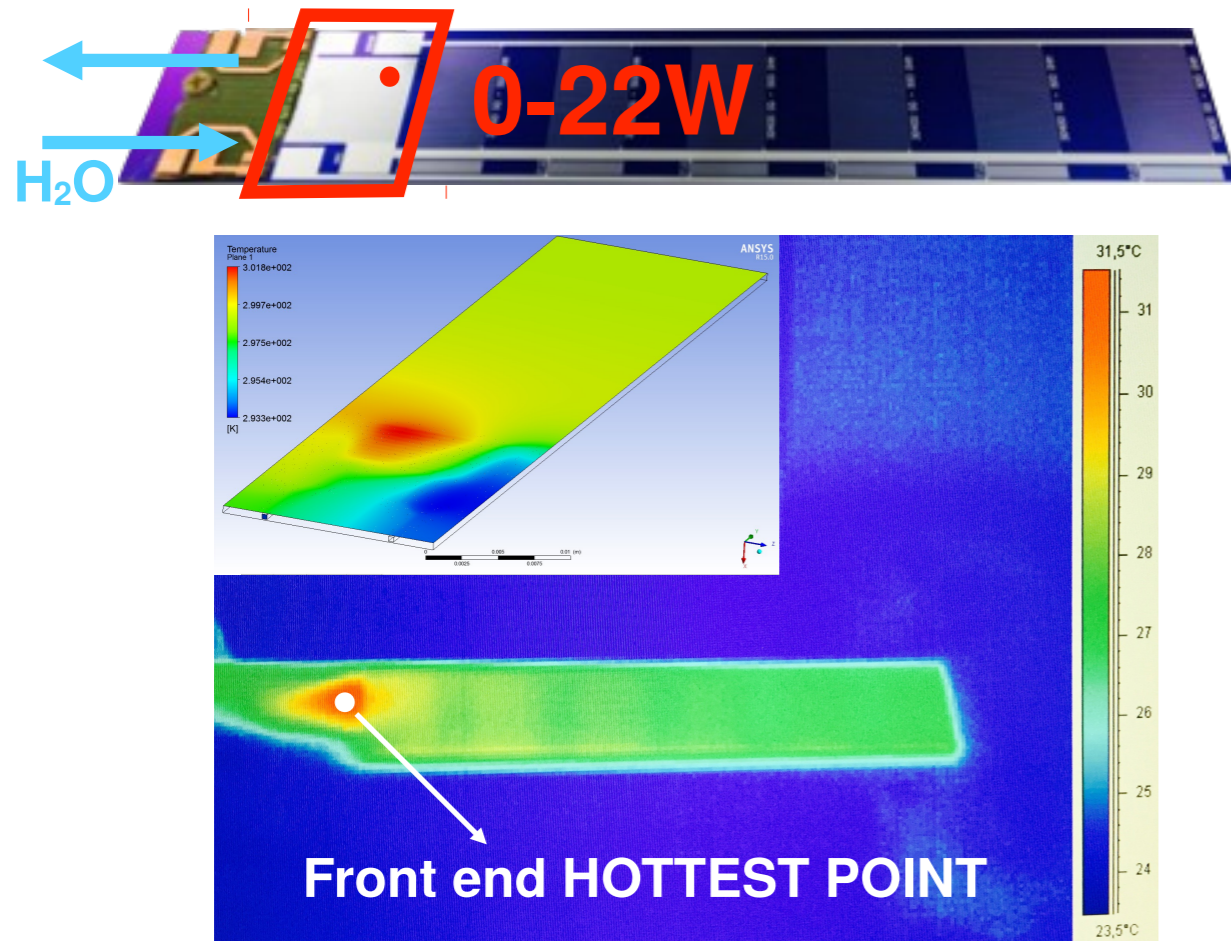 0-22W
H₂O
Temperature
Plane 1
3.018e+002
2.997e+002
2.975e+002
2.954e+002
2.933e+002
[K]
ANSYS
R15.0
0
0.005
0.01 (m)
0.0025
0.0075
Y
Z
X
31,5°C
31
30
29
28
27
26
25
24
23,5°C
Front end HOTTEST POINT